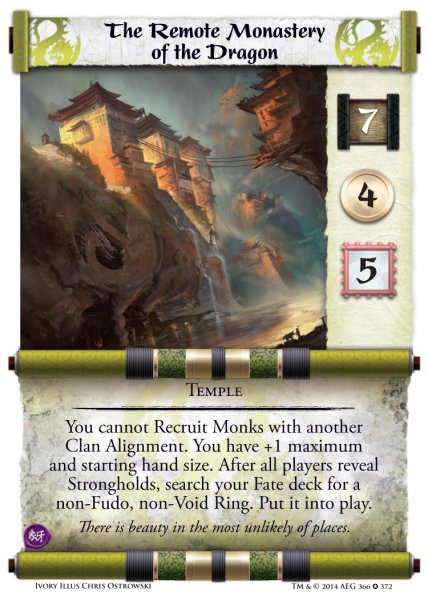 The Remote Monastery
of the Dragon
7
4
5
Temple
You cannot Recruit Monks with another
Clan Alignment. You have +1 maximum
and starting hand size. After all players reveal
Strongholds, search your Fate deck for a
non-Fudo, non-Void Ring. Put it into play.
There is beauty in the most unlikely of places.
Ivory Illus Chris Ostrowski
TM & © 2014 AEG 366 ✪ 372